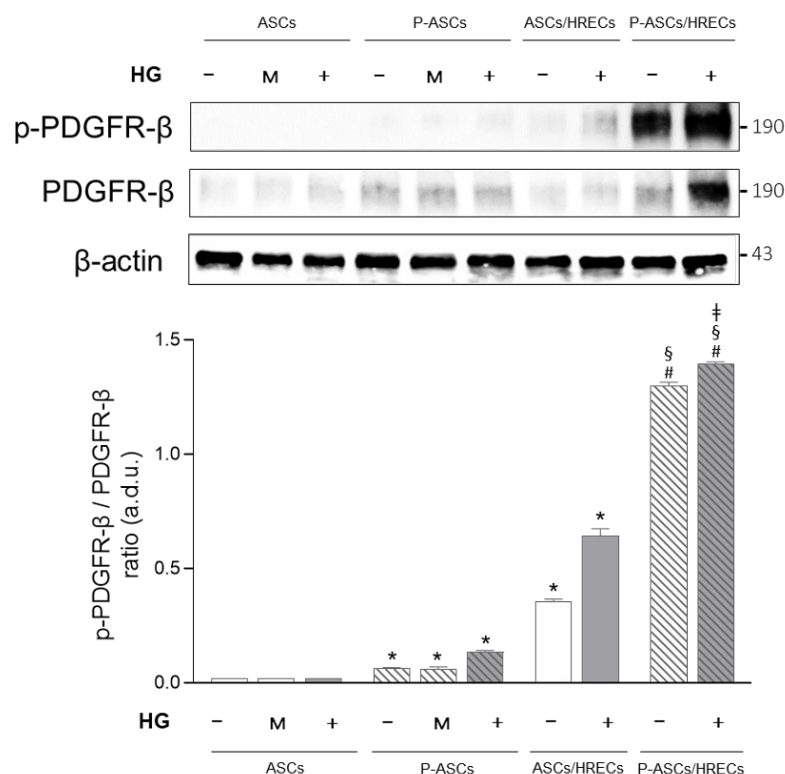 ASCs P-ASCs ASCs/HRECs P-ASCs/HRECs
HG − M + − M + − + − +
p-PDGFR-β 190
PDGFR-β 190
β-actin 43
p-PDGFR-β / PDGFR-β
ratio (a.d.u.)
1.5
1.0
0.5
0.0
* * * * * § # ‡ § #
HG − M + − M + − + − +
ASCs P-ASCs ASCs/HRECs P-ASCs/HRECs